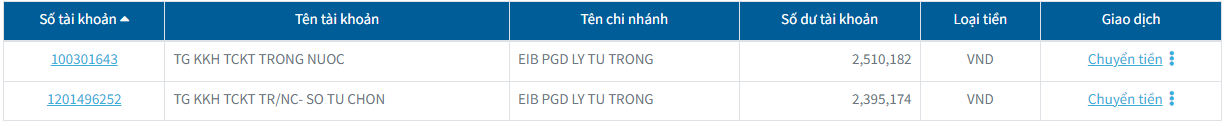 Số tài khoản Tên tài khoản Tên chi nhánh Số dư tài khoản Loại tiền Giao dịch
100301643 TG KKH TCKT TRONG NUOC EIB PGD LY TU TRONG 2,510,182 VND Chuyển tiền
1201496252 TG KKH TCKT TR/NC- SO TU CHON EIB PGD LY TU TRONG 2,395,174 VND Chuyển tiền